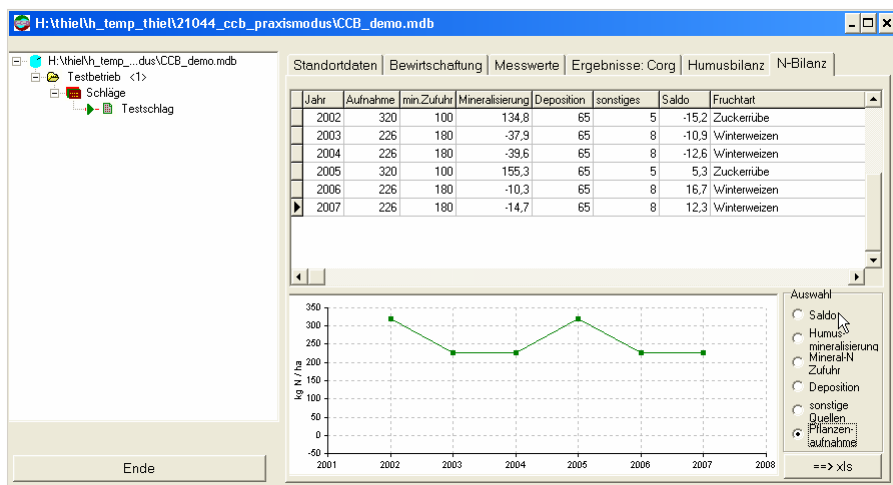 H:\thiel\h_temp_thiel\21044_ccb_praxismodus\CCB_demo.mdb
H:\thiel\h_temp_...dus\CCB_demo.mdb
Testbetrieb <1>
Schläge
Testschlag
Ende
Standortdaten Bewirtschaftung Messwerte Ergebnisse: Corg Humusbilanz N-Bilanz
Jahr Aufnahme min.Zufuhr Mineralisierung Deposition sonstiges Saldo Fruchtart
2002 320 100 134,8 65 5 -15,2 Zuckerrübe
2003 226 180 -37,9 65 8 -10,9 Winterweizen
2004 226 180 -39,6 65 8 -12,6 Winterweizen
2005 320 100 155,3 65 5 5,3 Zuckerrübe
2006 226 180 -10,3 65 8 16,7 Winterweizen
2007 226 180 -14,7 65 8 12,3 Winterweizen
kg N / ha
350
300
250
200
150
100
50
0
-50
2001 2002 2003 2004 2005 2006 2007 2008
Auswahl
Saldo
Humus-
mineralisierung
Mineral-N
Zufuhr
Deposition
sonstige
Quellen
Pflanzen-
aufnahme
==> xls